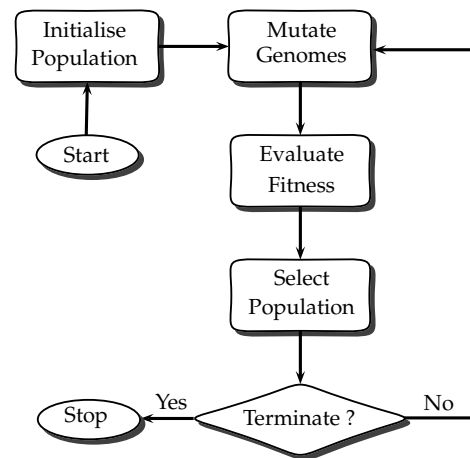 Initialise
Population
Mutate
Genomes
Start
Evaluate
Fitness
Select
Population
Stop
Yes
Terminate ?
No